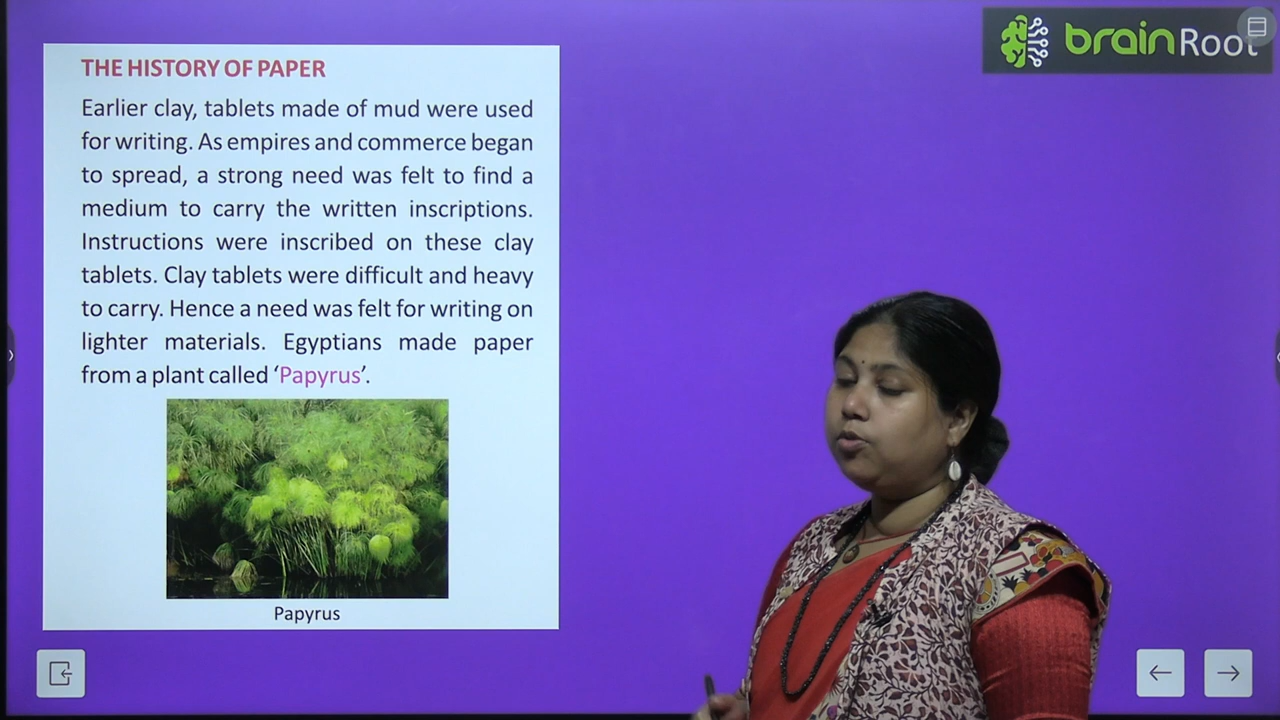 THE HISTORY OF PAPER
Earlier clay, tablets made of mud were used
for writing. As empires and commerce began
to spread, a strong need was felt to find a
medium to carry the written inscriptions.
Instructions were inscribed on these clay
tablets. Clay tablets were difficult and heavy
to carry. Hence a need was felt for writing on
lighter materials. Egyptians made paper
from a plant called ‘Papyrus’.
Papyrus
brainRoot